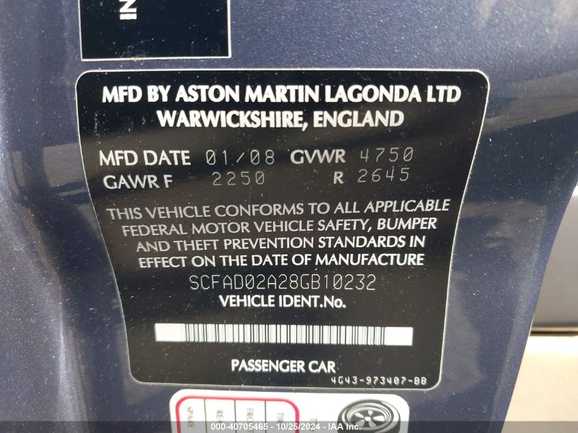 IN
MFD BY ASTON MARTIN LAGONDA LTD
WARWICKSHIRE, ENGLAND
MFD DATE 01/08 GVWR 4750
GAWR F 2250 R 2645
THIS VEHICLE CONFORMS TO ALL APPLICABLE
FEDERAL MOTOR VEHICLE SAFETY, BUMPER
AND THEFT PREVENTION STANDARDS IN
EFFECT ON THE DATE OF MANUFACTURE
SCFAD02A28GB10232
VEHICLE IDENT.No.
PASSENGER CAR
4G43-973407-BB
© - 40705465 - 10/25/2024 - IAA